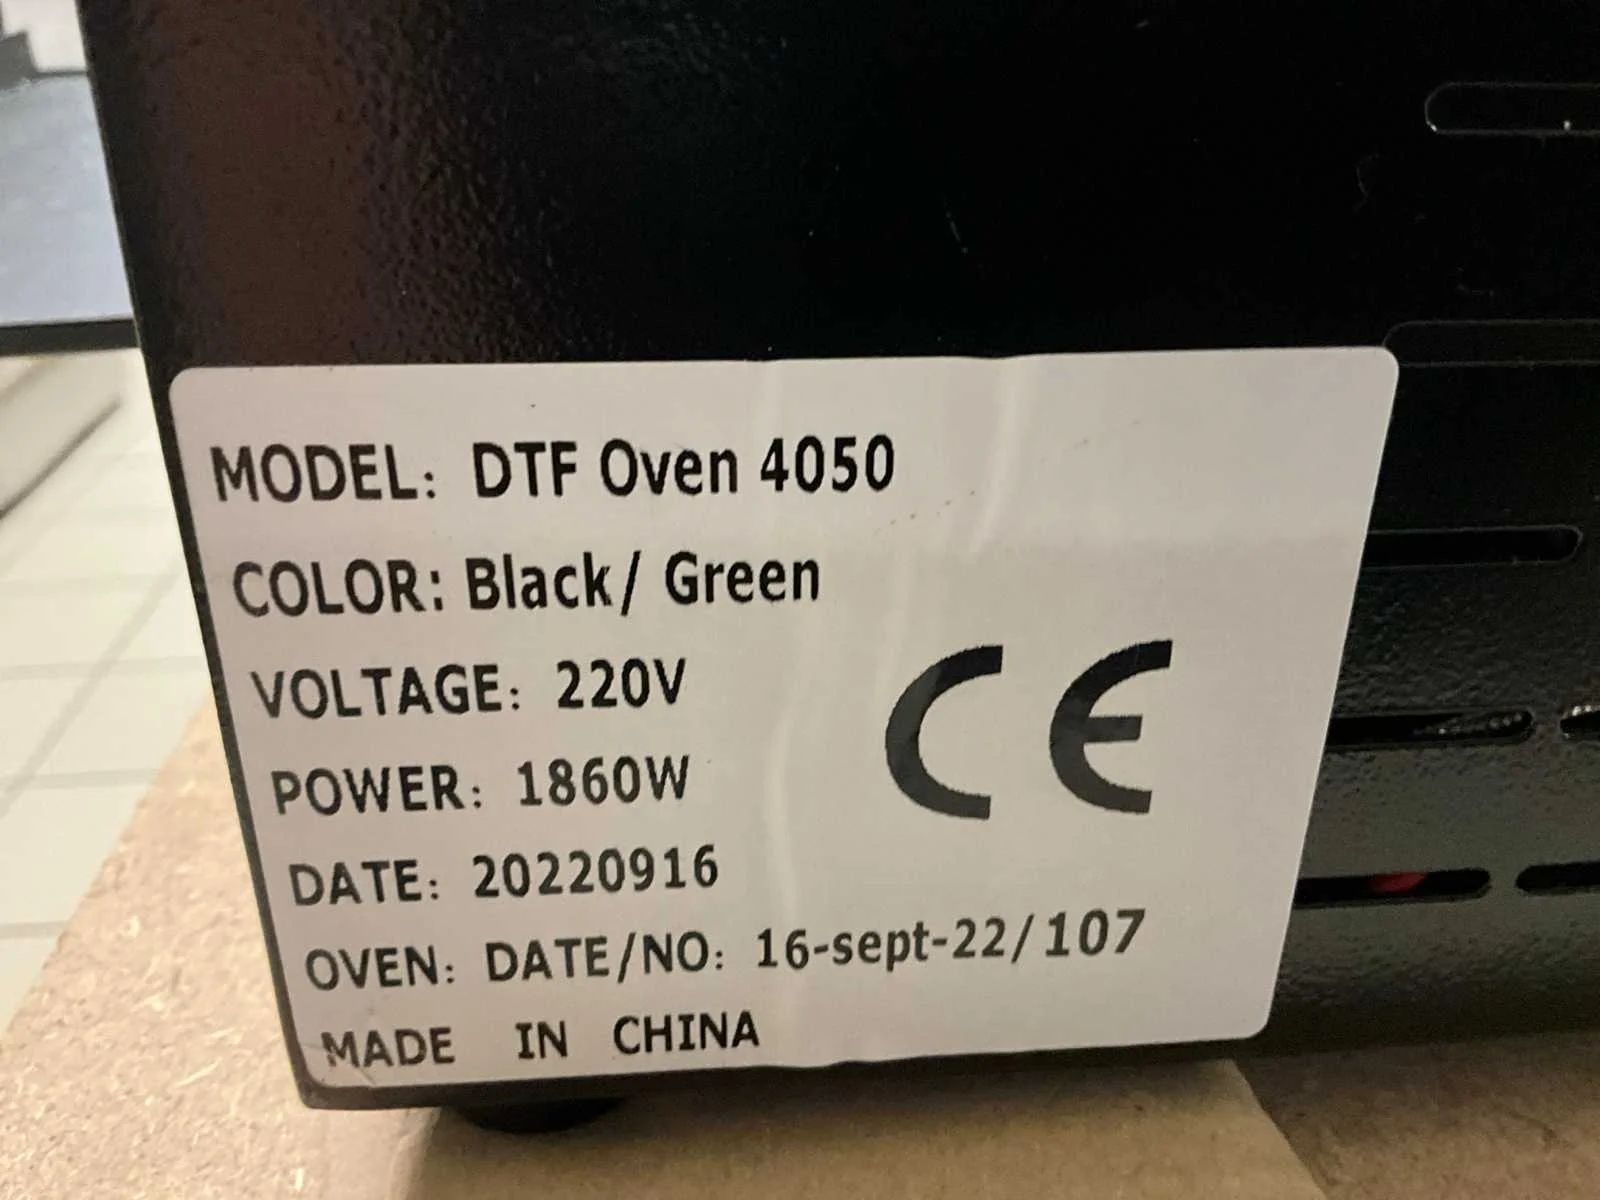 MODEL: DTF Oven 4050
COLOR: Black/ Green
VOLTAGE: 220V
POWER: 1860W
CE
DATE: 20220916
OVEN: DATE/NO: 16-sept-22/107
MADE IN CHINA